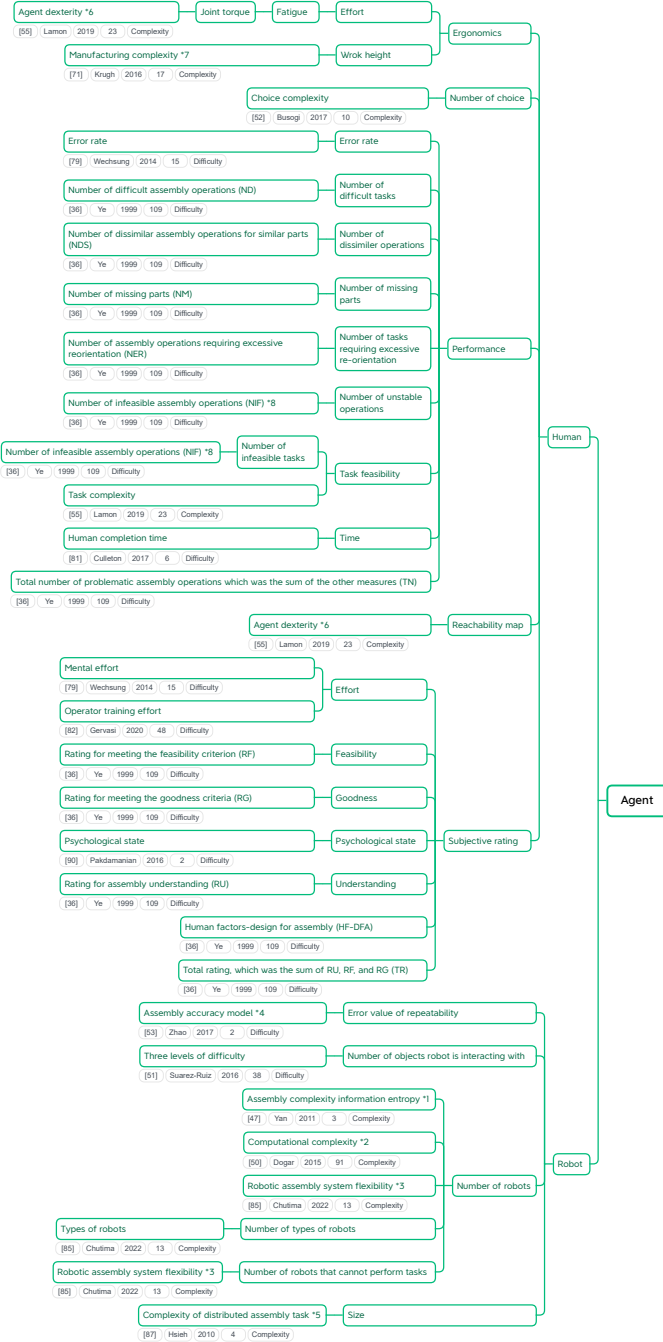 Agent dexterity *6
Joint torque
Fatigue
Effort
[55] Lamon 2019 23 Complexity
Ergonomics
Manufacturing complexity *7
Wrok height
[71] Krugh 2016 17 Complexity
Choice complexity
Number of choice
[52] Busogi 2017 10 Complexity
Error rate
Error rate
[79] Wechsung 2014 15 Difficulty
Number of difficult assembly operations (ND)
Number of
difficult tasks
[36] Ye 1999 109 Difficulty
Number of dissimilar assembly operations for similar parts
(NDS)
Number of
dissimiler operations
[36] Ye 1999 109 Difficulty
Number of missing parts (NM)
Number of missing
parts
[36] Ye 1999 109 Difficulty
Number of assembly operations requiring excessive
reorientation (NER)
Number of tasks
requiring excessive
re-orientation
Performance
[36] Ye 1999 109 Difficulty
Number of infeasible assembly operations (NIF) *8
Number of unstable
operations
[36] Ye 1999 109 Difficulty
Human
Number of infeasible assembly operations (NIF) *8
Number of
infeasible tasks
[36] Ye 1999 109 Difficulty
Task feasibility
Task complexity
[55] Lamon 2019 23 Complexity
Human completion time
Time
[81] Culleton 2017 6 Difficulty
Total number of problematic assembly operations which was the sum of the other measures (TN)
[36] Ye 1999 109 Difficulty
Agent dexterity *6
Reachability map
[55] Lamon 2019 23 Complexity
Mental effort
[79] Wechsung 2014 15 Difficulty
Effort
Operator training effort
[82] Gervasi 2020 48 Difficulty
Rating for meeting the feasibility criterion (RF)
Feasibility
[36] Ye 1999 109 Difficulty
Rating for meeting the goodness criteria (RG)
Goodness
[36] Ye 1999 109 Difficulty
Agent
Psychological state
Psychological state
Subjective rating
[90] Pakdamanian 2016 2 Difficulty
Rating for assembly understanding (RU)
Understanding
[36] Ye 1999 109 Difficulty
Human factors-design for assembly (HF-DFA)
[36] Ye 1999 109 Difficulty
Total rating, which was the sum of RU, RF, and RG (TR)
[36] Ye 1999 109 Difficulty
Assembly accuracy model *4
Error value of repeatability
[53] Zhao 2017 2 Difficulty
Three levels of difficulty
Number of objects robot is interacting with
[51] Suarez-Ruiz 2016 38 Difficulty
Assembly complexity information entropy *1
[47] Yan 2011 3 Complexity
Computational complexity *2
[50] Dogar 2015 91 Complexity
Robot
Robotic assembly system flexibility *3
Number of robots
[85] Chutima 2022 13 Complexity
Types of robots
Number of types of robots
[85] Chutima 2022 13 Complexity
Robotic assembly system flexibility *3
Number of robots that cannot perform tasks
[85] Chutima 2022 13 Complexity
Complexity of distributed assembly task *5
Size
[87] Hsieh 2010 4 Complexity